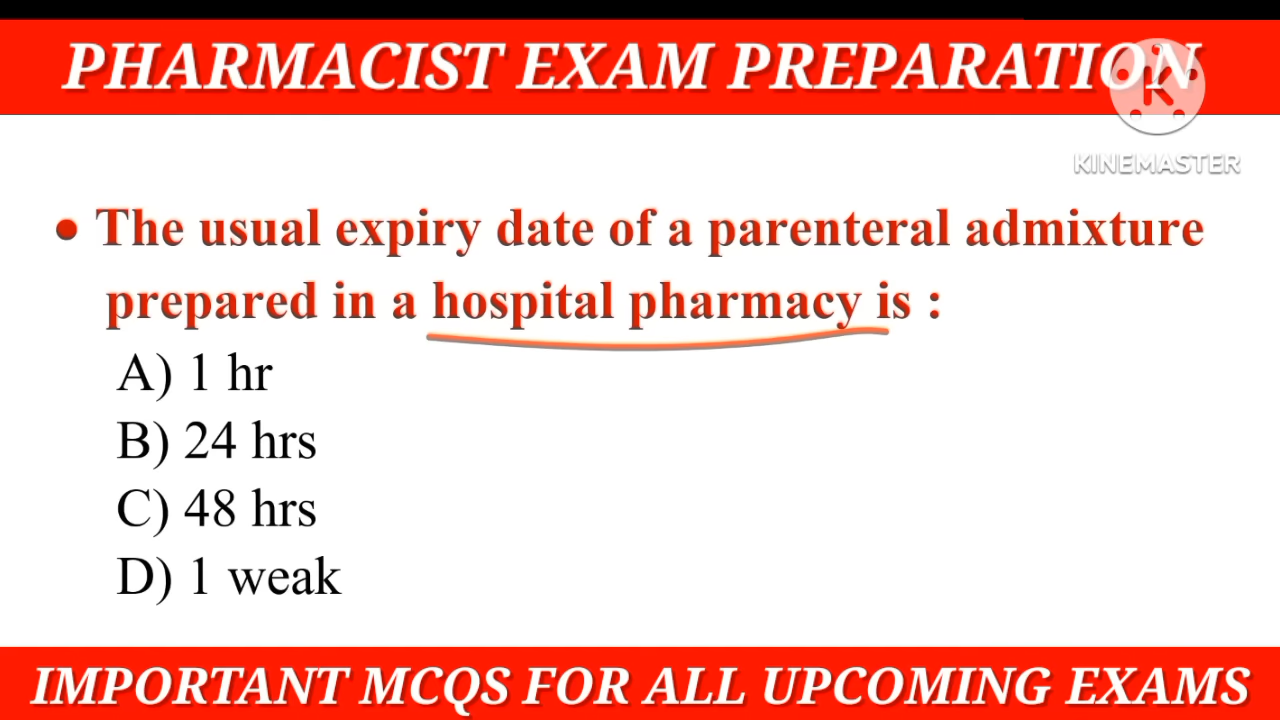 PHARMACIST EXAM PREPARATION
K
KINEMASTER
• The usual expiry date of a parenteral admixture
prepared in a hospital pharmacy is :
A) 1 hr
B) 24 hrs
C) 48 hrs
D) 1 weak
IMPORTANT MCQS FOR ALL UPCOMING EXAMS